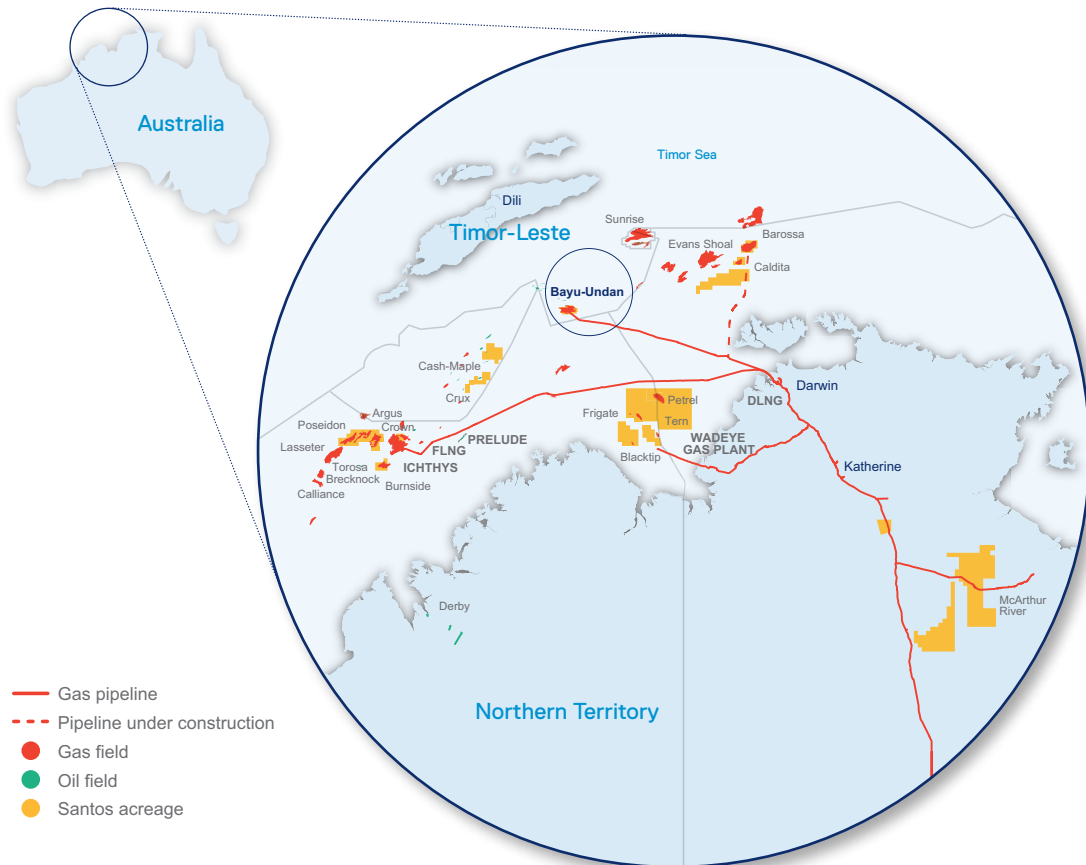 Australia
Timor Sea
Dili
Timor-Leste
Sunrise
Barossa
Evans Shoal
Caldita
Bayu-Undan
Cash-Maple
Crux
Darwin
DLNG
Petrel
Frigate
Tern
Argus
Poseidon
Crown
PRELUDE
FLNG
Lasseter
ICHTHYS
Torosa
Brecknock
Burnside
Calliance
WADEYE
GAS PLANT
Blacktip
Katherine
McArthur
River
Derby
Northern Territory
Gas pipeline
Pipeline under construction
Gas field
Oil field
Santos acreage